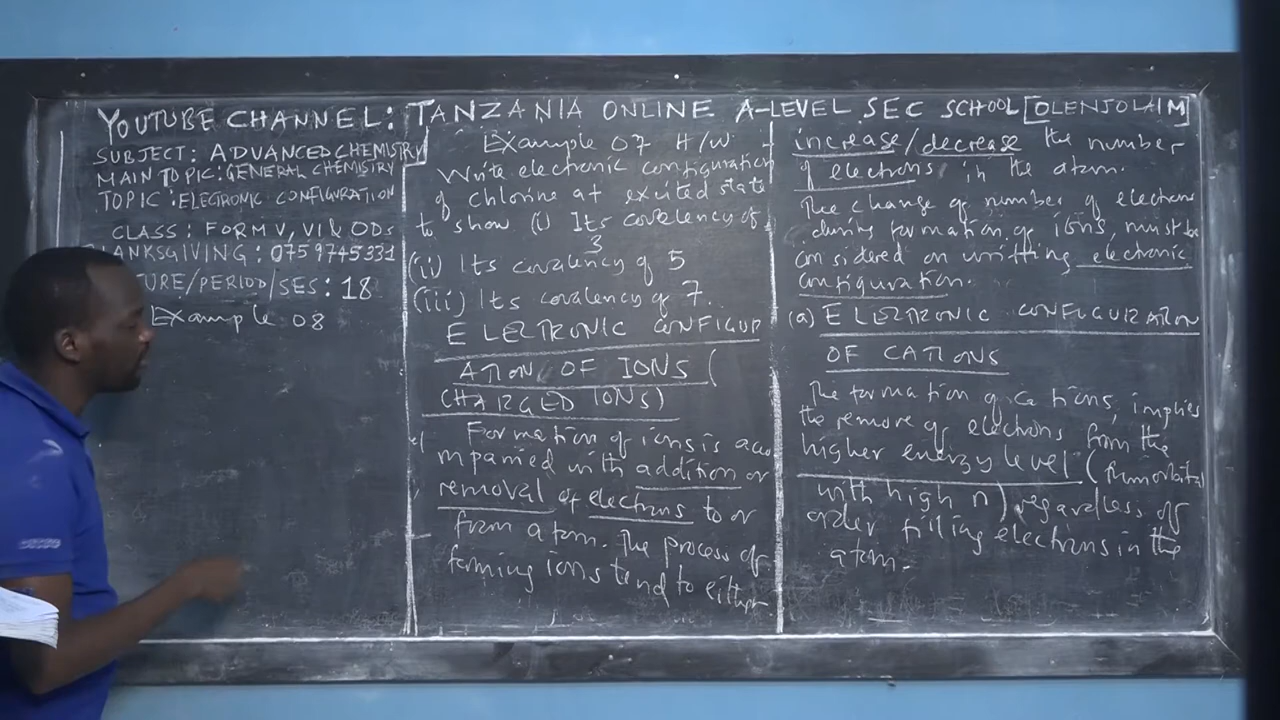 YOUTUBE CHANNEL: TANZANIA ONLINE A-LEVEL SEC SCHOOL [OLENJOLAIM]
SUBJECT: ADVANCED CHEMISTRY
MAIN TOPIC: GENERAL CHEMISTRY
TOPIC: ELECTRONIC CONFIGURATION
CLASS: FORM V, VI & ODs
ANKSGIVING: 0759745331
URE/PERIOD/SES: 18
Example 08
Example 07 H/W
Write electronic configuration
of Chlorine at excited state
to show (i) Its covalency of
3
(ii) Its covalency of 5
(iii) Its covalency of 7.
ELECTRONIC CONFIGUR
ATION OF IONS (
CHARGED IONS)
Formation of ions is acco
mpanied with addition or
removal of electrons to or
from atom. The process of
forming ions tend to either
increase/decrease the number
of electrons in the atom.
The change of number of electrons
during formation of ions, must be
considered on writting electronic
configuration.
(a) ELECTRONIC CONFIGURATION
OF CATIONS
The formation of cations, implies
the remove of electrons from the
higher energy level (from orbital
with high n) regardless of
order filling electrons in the
atom.